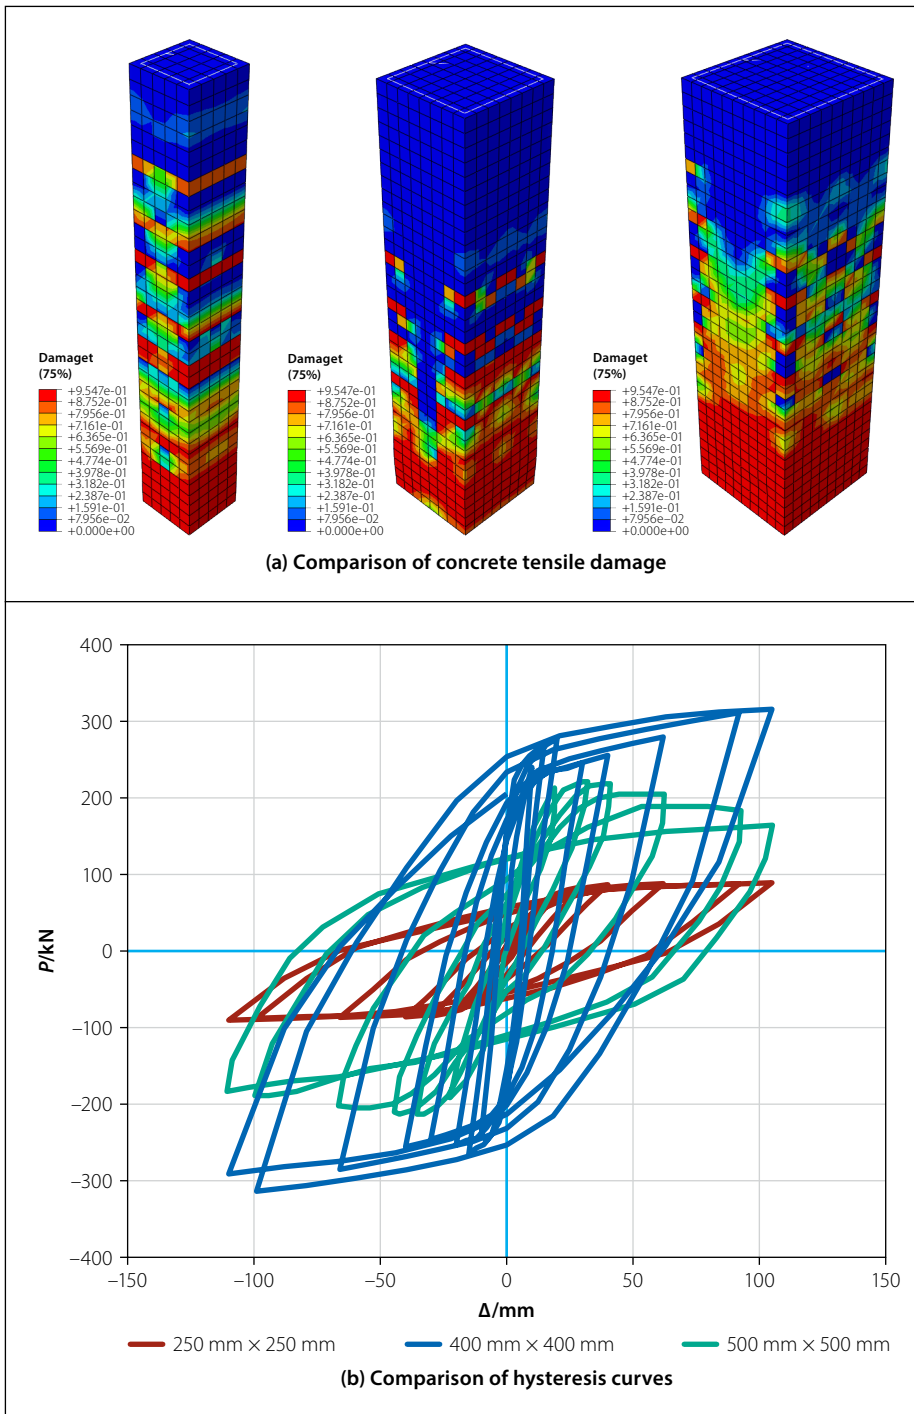 Damaget
(75%)
+9.547e-01
+8.752e-01
+7.956e-01
+7.161e-01
+6.365e-01
+5.569e-01
+4.774e-01
+3.978e-01
+3.182e-01
+2.387e-01
+1.591e-01
+7.956e-02
+0.000e+00
Damaget
(75%)
+9.547e-01
+8.752e-01
+7.956e-01
+7.161e-01
+6.365e-01
+5.569e-01
+4.774e-01
+3.978e-01
+3.182e-01
+2.387e-01
+1.591e-01
+7.956e-02
+0.000e+00
Damaget
(75%)
+9.547e-01
+8.752e-01
+7.956e-01
+7.161e-01
+6.365e-01
+5.569e-01
+4.774e-01
+3.978e-01
+3.182e-01
+2.387e-01
+1.591e-01
+7.956e-02
+0.000e+00
(a) Comparison of concrete tensile damage
400
300
200
100
0
–100
–200
–300
–400
P/kN
–150 –100 –50 0 50 100 150
Δ/mm
250 mm × 250 mm 400 mm × 400 mm 500 mm × 500 mm
(b) Comparison of hysteresis curves